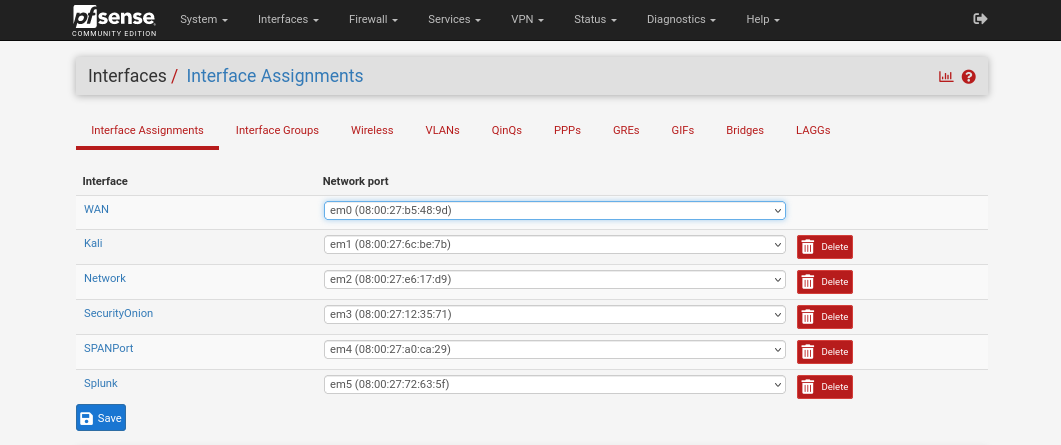 pfsense
COMMUNITY EDITION
System Interfaces Firewall Services VPN Status Diagnostics Help
Interfaces / Interface Assignments
Interface Assignments Interface Groups Wireless VLANs QinQs PPPs GREs GIFs Bridges LAGGs
Interface Network port
WAN em0 (08:00:27:b5:48:9d)
Kali em1 (08:00:27:6c:be:7b) Delete
Network em2 (08:00:27:e6:17:d9) Delete
SecurityOnion em3 (08:00:27:12:35:71) Delete
SPANPort em4 (08:00:27:a0:ca:29) Delete
Splunk em5 (08:00:27:72:63:5f) Delete
Save